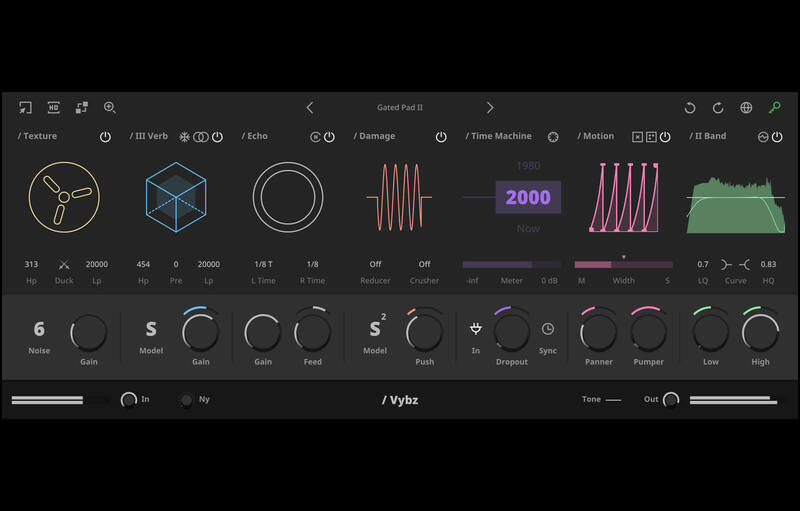 HD
Gated Pad II
/ Texture
/ III Verb
/ Echo
/ Damage
/ Time Machine
/ Motion
/ II Band
1980
2000
Now
313
20000
454
0
20000
1/8 T
1/8
Off
Off
0.7
0.83
Hp
Duck
Lp
Hp
Pre
Lp
L Time
R Time
Reducer
Crusher
-inf
Meter
0 dB
M
Width
S
LQ
Curve
HQ
6
Noise
Gain
S
Model
Gain
Gain
Feed
S2
Model
Push
In
Dropout
Sync
Panner
Pumper
Low
High
In
Ny
/ Vybz
Tone
Out